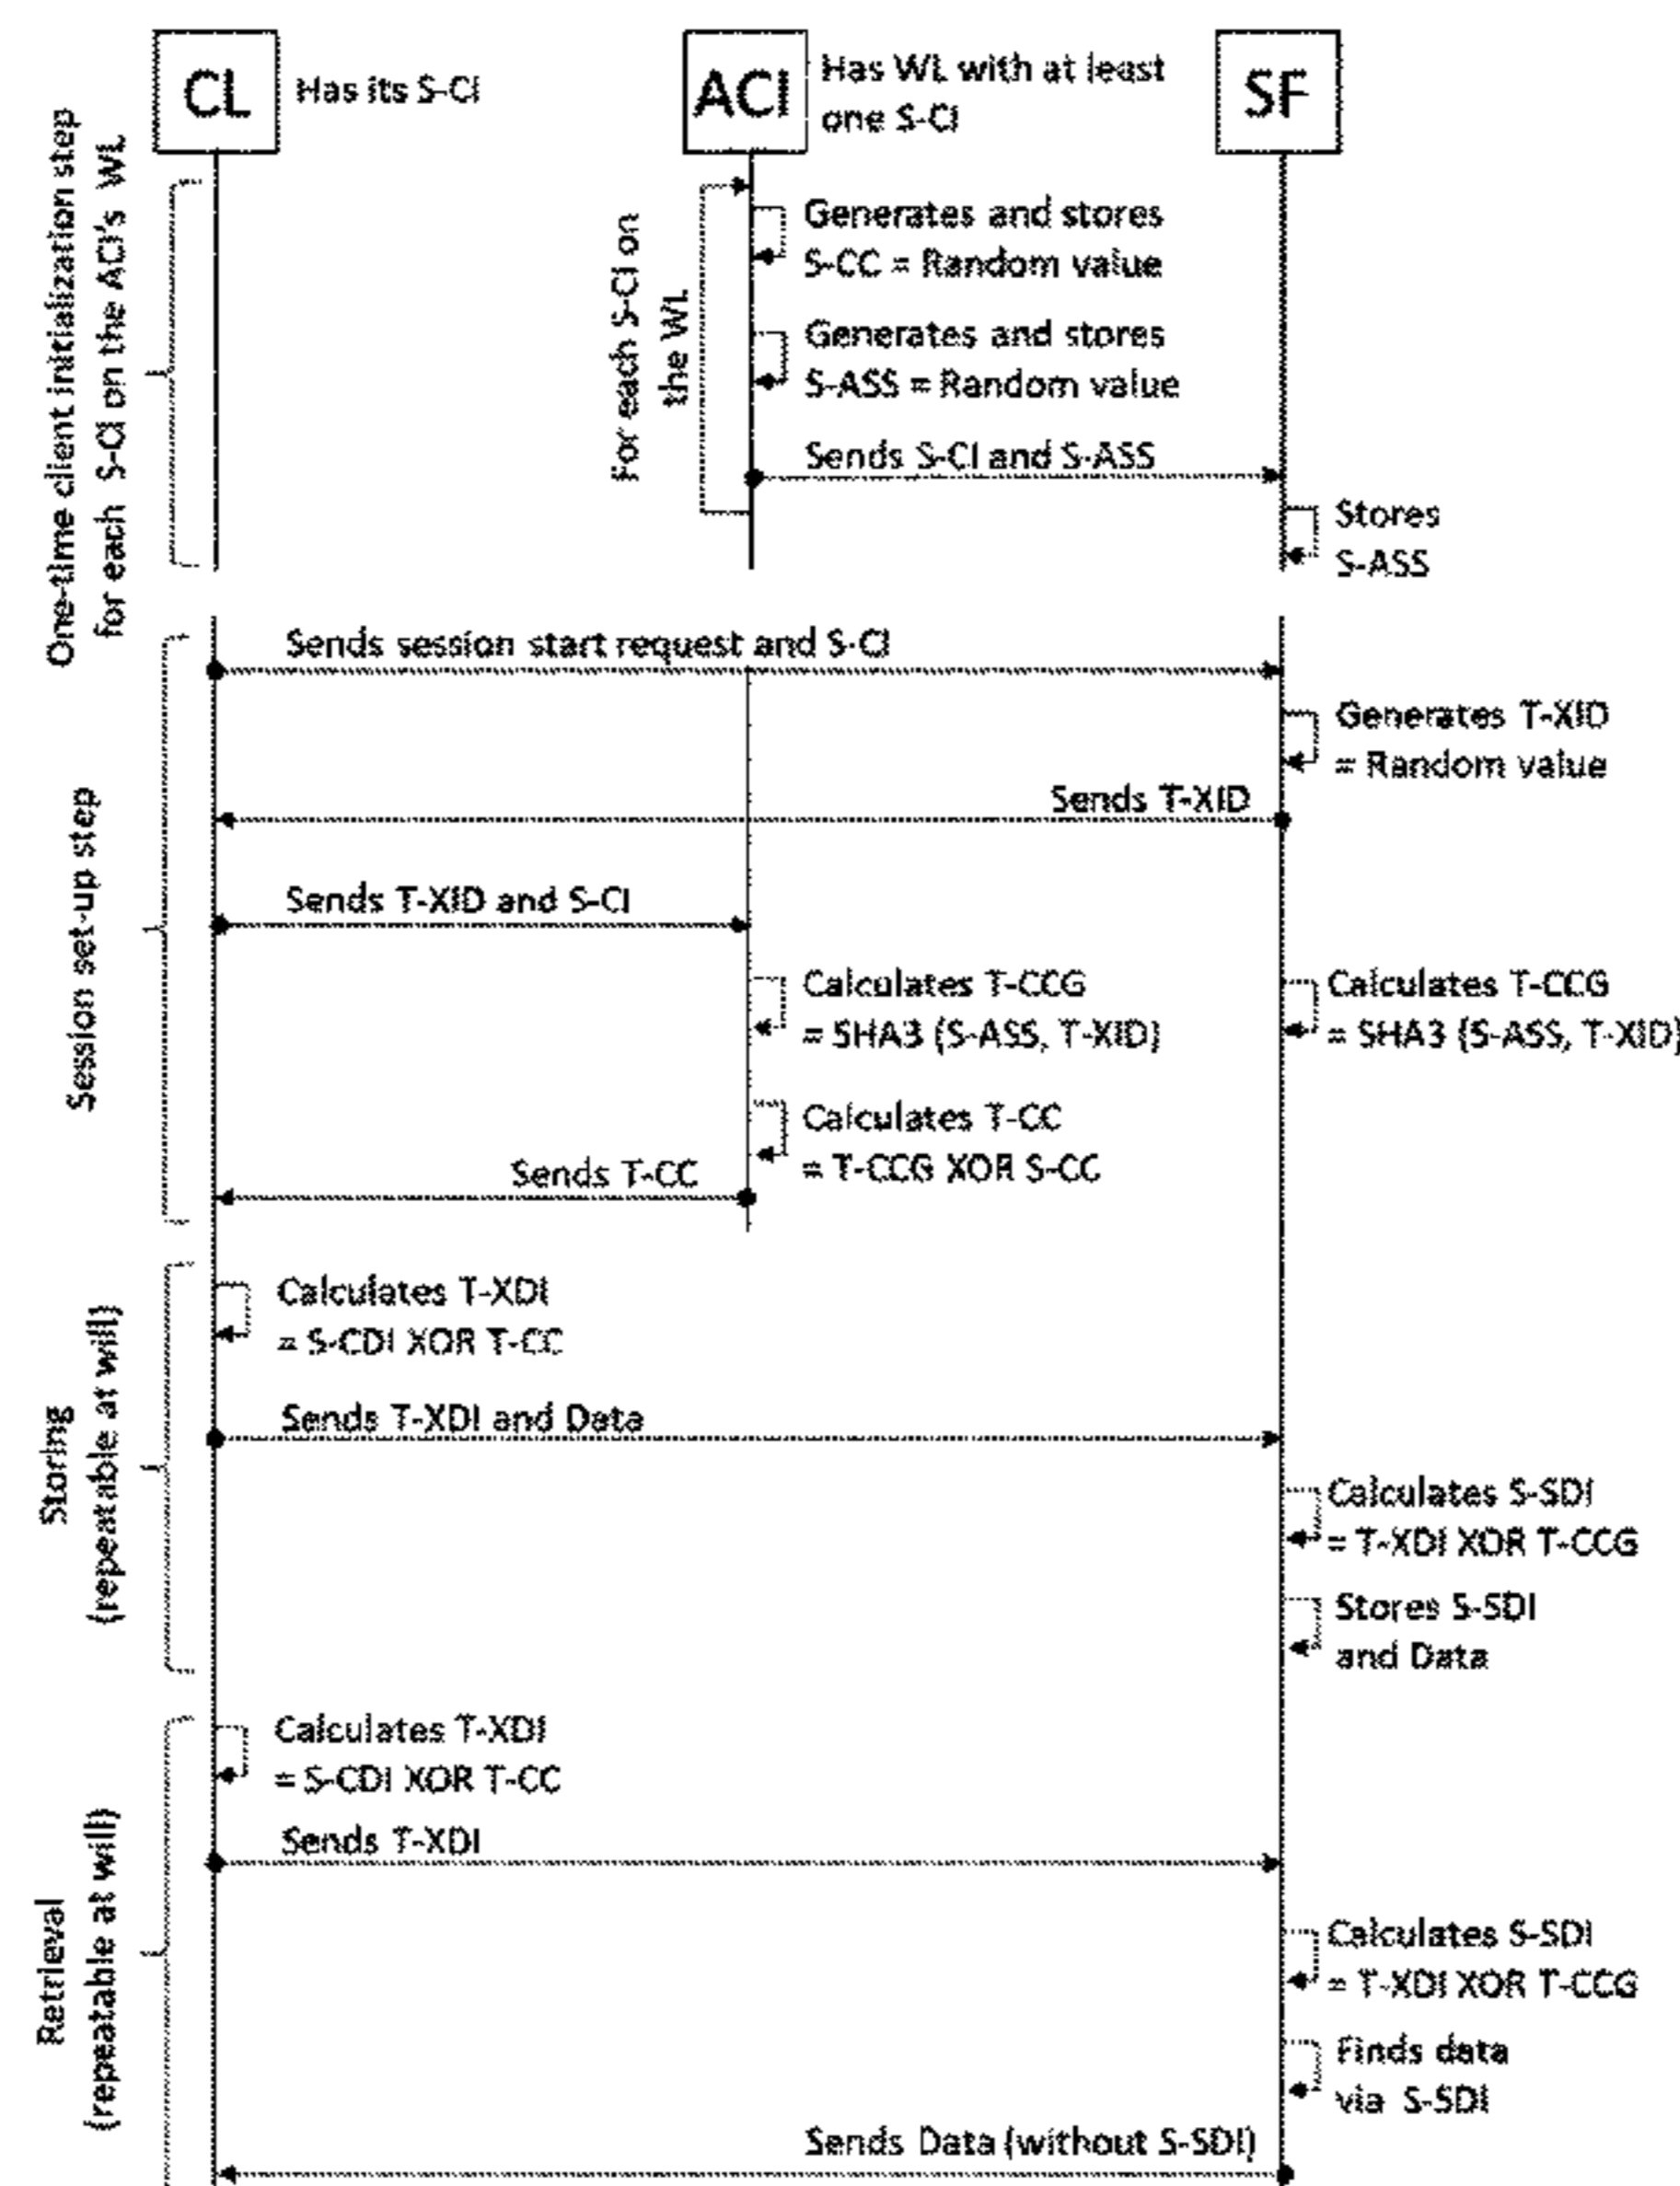 CL
Has its S-CI
ACI
Has WL with at least
one S-CI
SF
One-time client initialization step
for each S-CI on the ACI's WL
For each S-CI on
the WL
Generates and stores
S-CC = Random value
Generates and stores
S-ASS = Random value
Sends S-CI and S-ASS
Stores
S-ASS
Session set-up step
Sends session start request and S-CI
Generates T-XID
= Random value
Sends T-XID
Sends T-XID and S-CI
Calculates T-CCG
= SHA3 (S-ASS, T-XID)
Calculates T-CCG
= SHA3 (S-ASS, T-XID)
Calculates T-CC
= T-CCG XOR S-CC
Sends T-CC
Storing
(repeatable at will)
Calculates T-XDI
= S-CDI XOR T-CC
Sends T-XDI and Data
Calculates S-SDI
= T-XDI XOR T-CCG
Stores S-SDI
and Data
Retrieval
(repeatable at will)
Calculates T-XDI
= S-CDI XOR T-CC
Sends T-XDI
Calculates S-SDI
= T-XDI XOR T-CCG
Finds data
via S-SDI
Sends Data (without S-SDI)